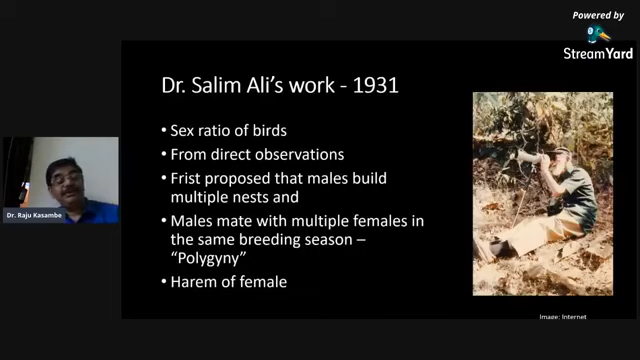 Powered by
StreamYard
Dr. Salim Ali's work - 1931
• Sex ratio of birds
• From direct observations
• Frist proposed that males build
multiple nests and
• Males mate with multiple females in
the same breeding season –
“Polygyny”
• Harem of female
Dr. Raju Kasambe
Image: Internet